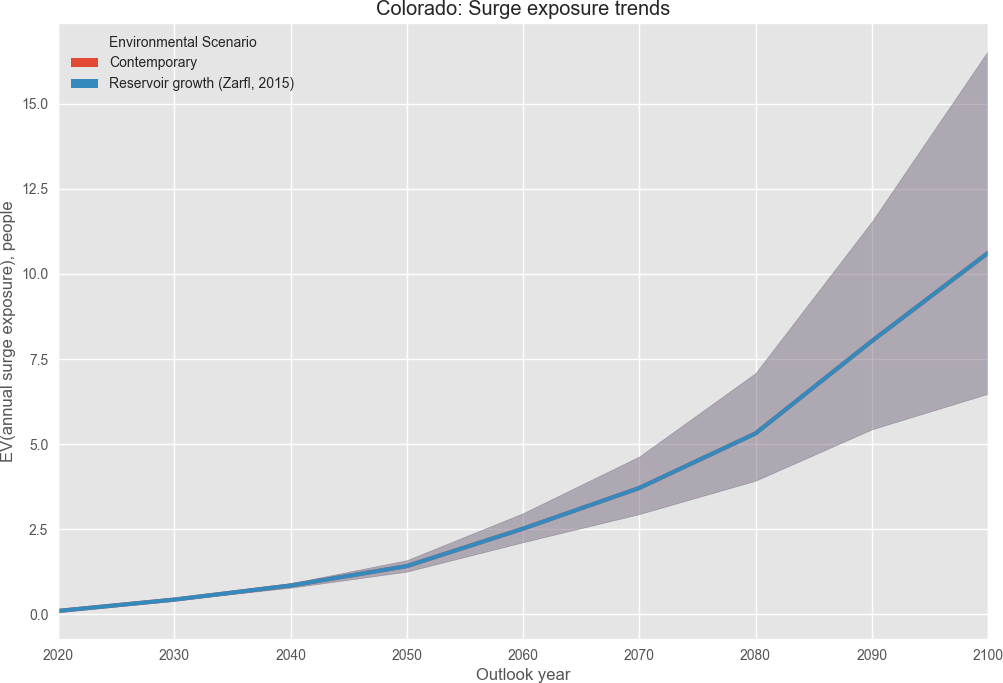 Colorado: Surge exposure trends
Environmental Scenario
Contemporary
Reservoir growth (Zarfl, 2015)
EV(annual surge exposure), people
15.0
12.5
10.0
7.5
5.0
2.5
0.0
2020 2030 2040 2050 2060 2070 2080 2090 2100
Outlook year